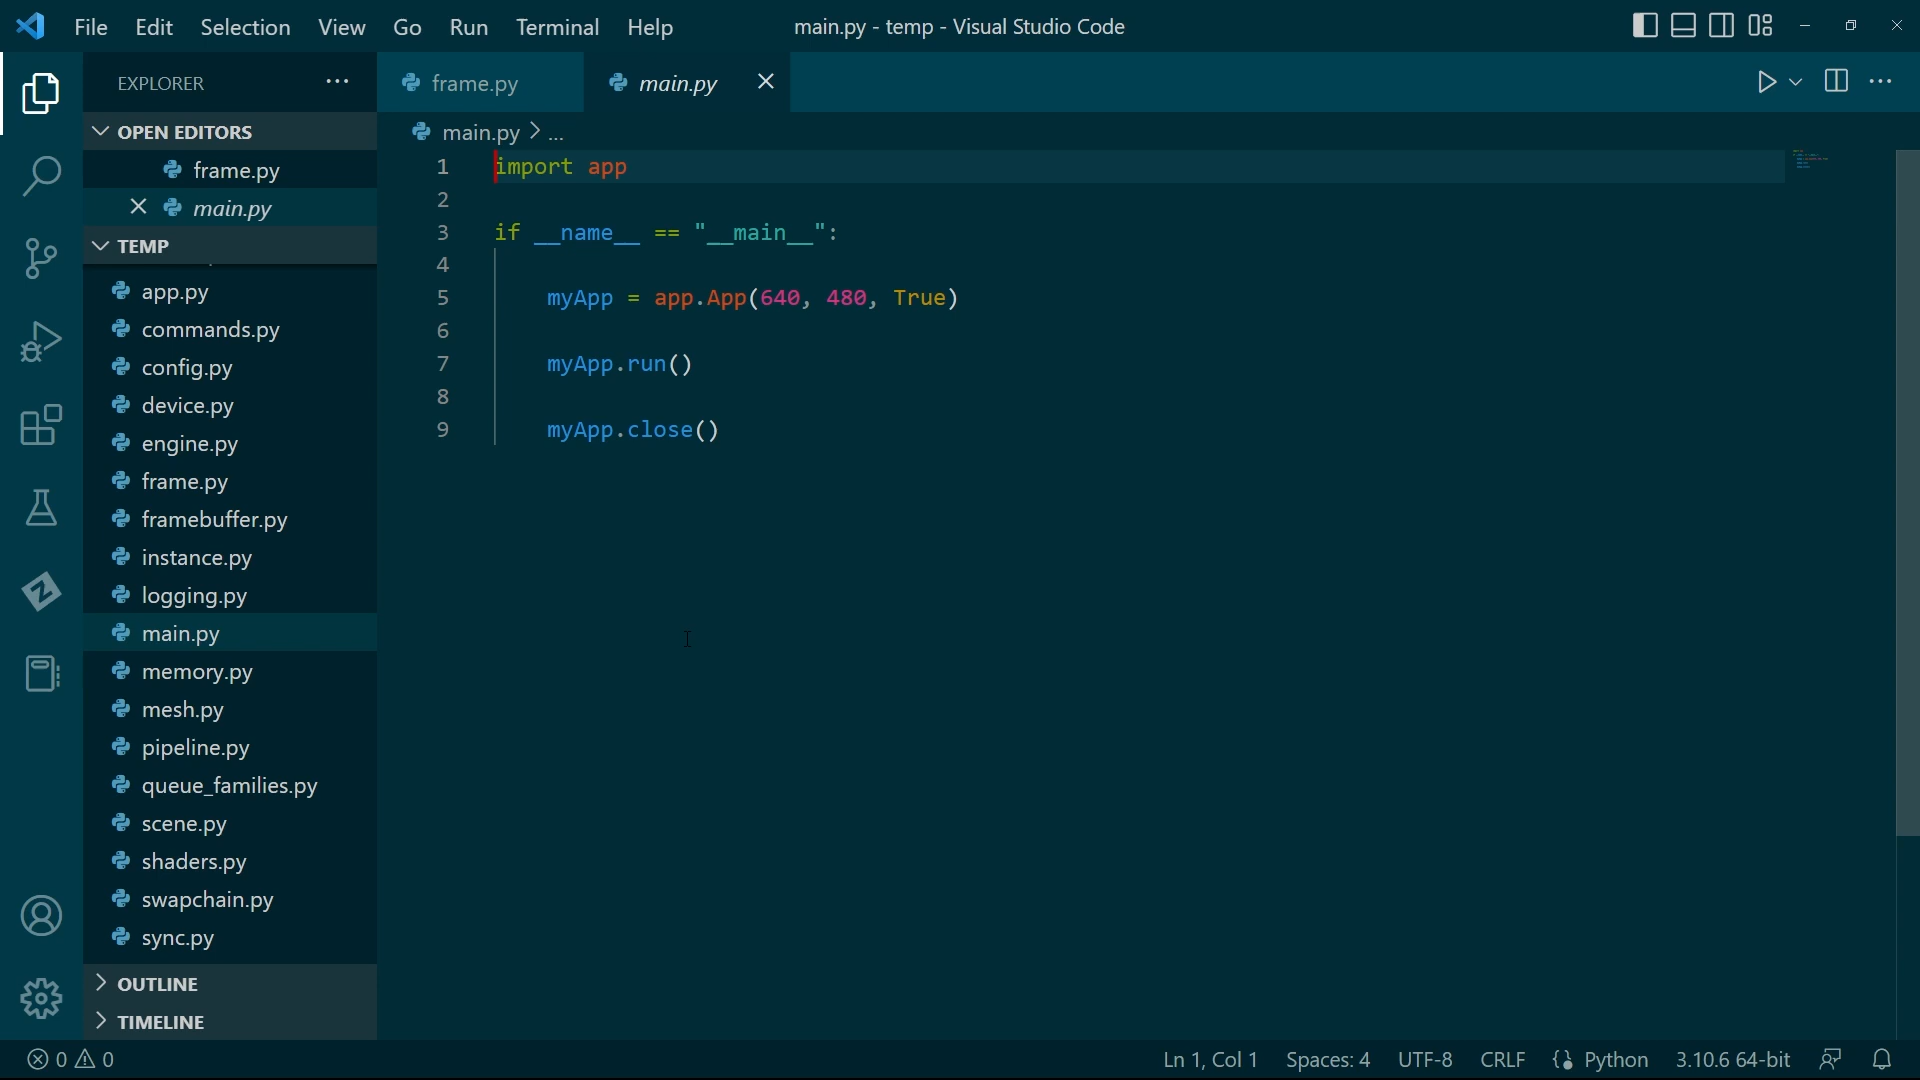 File Edit Selection View Go Run Terminal Help main.py - temp - Visual Studio Code
EXPLORER ...
frame.py main.py
OPEN EDITORS
frame.py
main.py
TEMP
app.py
commands.py
config.py
device.py
engine.py
frame.py
framebuffer.py
instance.py
logging.py
main.py
memory.py
mesh.py
pipeline.py
queue_families.py
scene.py
shaders.py
swapchain.py
sync.py
OUTLINE
TIMELINE
main.py > ...
1 import app
2
3 if __name__ == "__main__":
4
5 myApp = app.App(640, 480, True)
6
7 myApp.run()
8
9 myApp.close()
0 0 Ln 1, Col 1 Spaces: 4 UTF-8 CRLF {} Python 3.10.6 64-bit